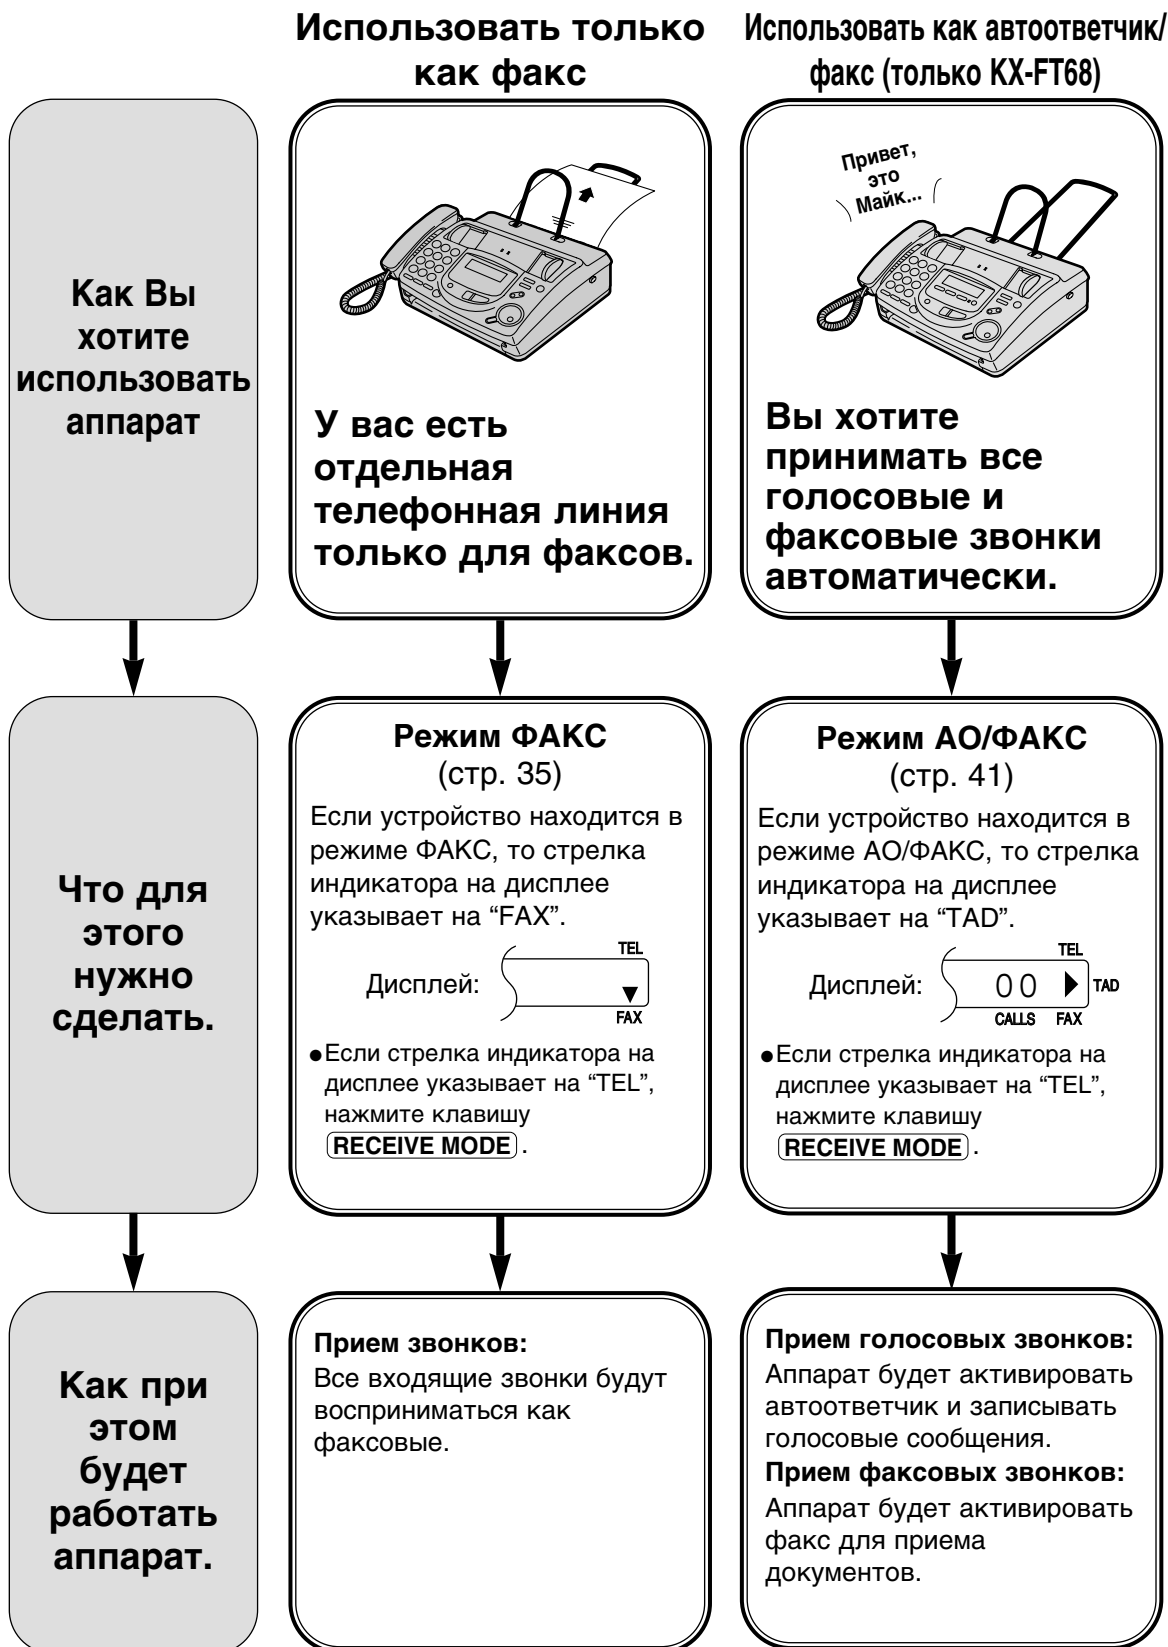 Использовать только
как факс
Использовать как автоответчик/
факс (только KX-FT68)
Как Вы
хотите
использовать
аппарат
У вас есть
отдельная
телефонная линия
только для факсов.
Привет,
это
Майк...
Вы хотите
принимать все
голосовые и
факсовые звонки
автоматически.
Что для
этого
нужно
сделать.
Режим ФАКС
(стр. 35)
Если устройство находится в
режиме ФАКС, то стрелка
индикатора на дисплее
указывает на “FAX”.
TEL
Дисплей:
▼
FAX
●Если стрелка индикатора на
дисплее указывает на “TEL”,
нажмите клавишу
RECEIVE MODE.
Режим АО/ФАКС
(стр. 41)
Если устройство находится в
режиме АО/ФАКС, то стрелка
индикатора на дисплее
указывает на “TAD”.
TEL
Дисплей: 00 ▶ TAD
CALLS FAX
●Если стрелка индикатора на
дисплее указывает на “TEL”,
нажмите клавишу
RECEIVE MODE.
Как при
этом
будет
работать
аппарат.
Прием звонков:
Все входящие звонки будут
восприниматься как
факсовые.
Прием голосовых звонков:
Аппарат будет активировать
автоответчик и записывать
голосовые сообщения.
Прием факсовых звонков:
Аппарат будет активировать
факс для приема
документов.